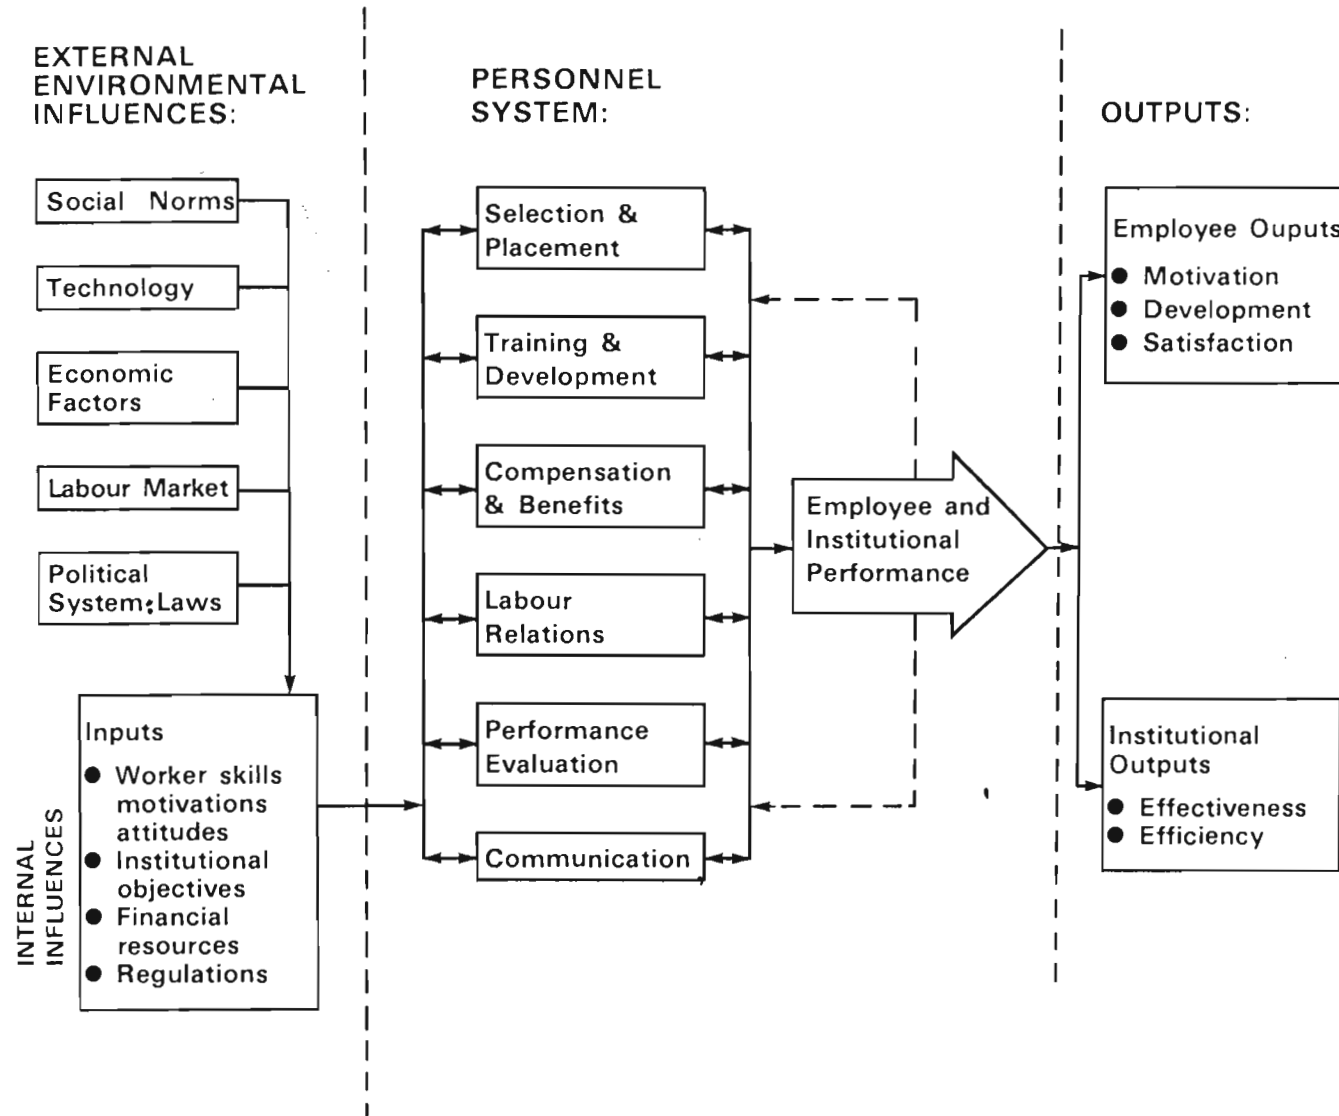 EXTERNAL
ENVIRONMENTAL
INFLUENCES:
Social Norms
Technology
Economic
Factors
Labour Market
Political
System:Laws
INTERNAL
INFLUENCES
Inputs
● Worker skills
motivations
attitudes
● Institutional
objectives
● Financial
resources
● Regulations
PERSONNEL
SYSTEM:
Selection &
Placement
Training &
Development
Compensation
& Benefits
Labour
Relations
Performance
Evaluation
Communication
Employee and
Institutional
Performance
OUTPUTS:
Employee Ouputs
● Motivation
● Development
● Satisfaction
Institutional
Outputs
● Effectiveness
● Efficiency